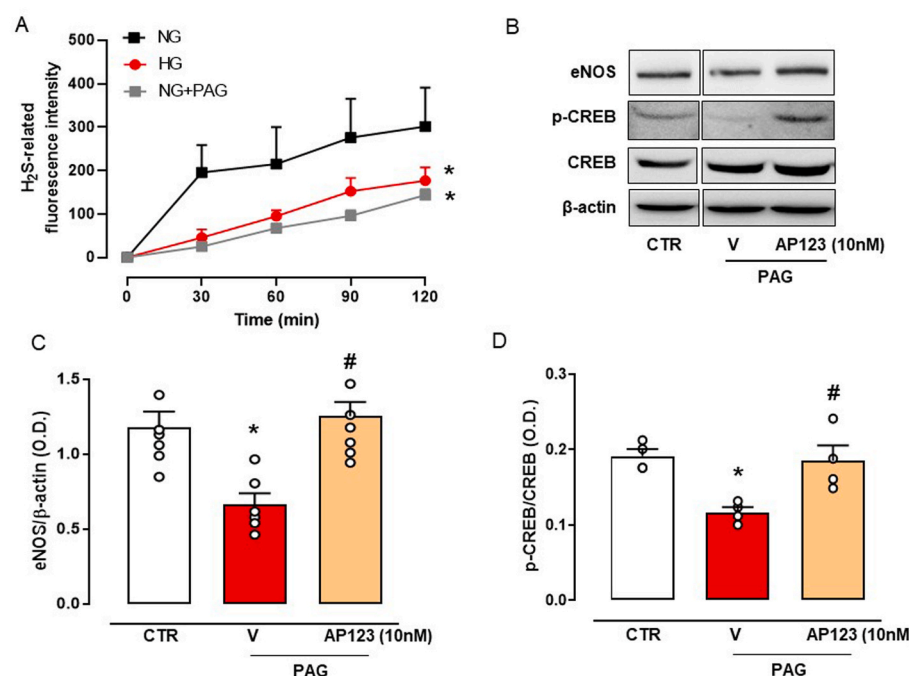 A
NG
HG
NG+PAG
H₂S-related
fluorescence intensity
500
400
300
200
100
0
*
*
0 30 60 90 120
Time (min)
B
eNOS
p-CREB
CREB
β-actin
CTR V AP123 (10nM)
PAG
C
eNOS/β-actin (O.D.)
1.5
1.0
0.5
0.0
*
#
CTR V AP123 (10nM)
PAG
D
p-CREB/CREB (O.D.)
0.3
0.2
0.1
0.0
*
#
CTR V AP123 (10nM
PAG